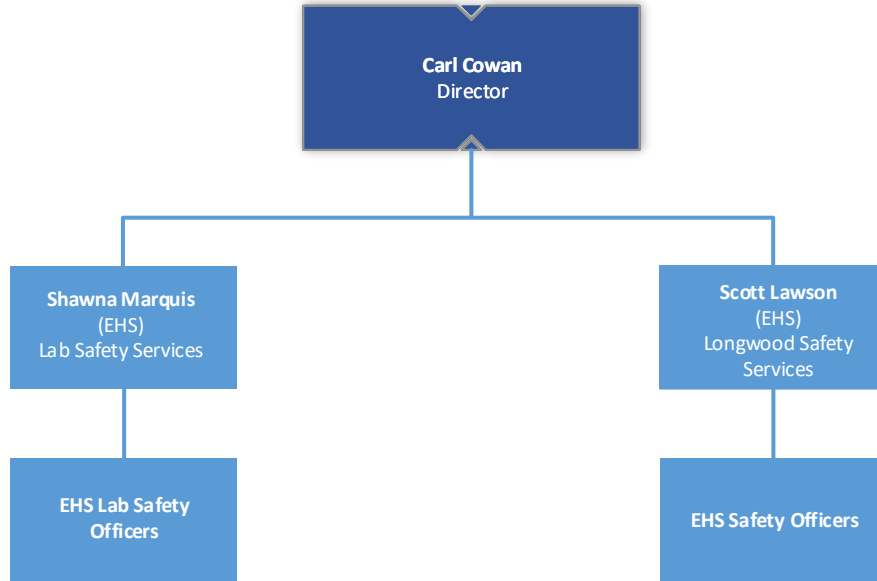 Carl Cowan
Director
Shawna Marquis
(EHS)
Lab Safety Services
Scott Lawson
(EHS)
Longwood Safety
Services
EHS Lab Safety
Officers
EHS Safety Officers